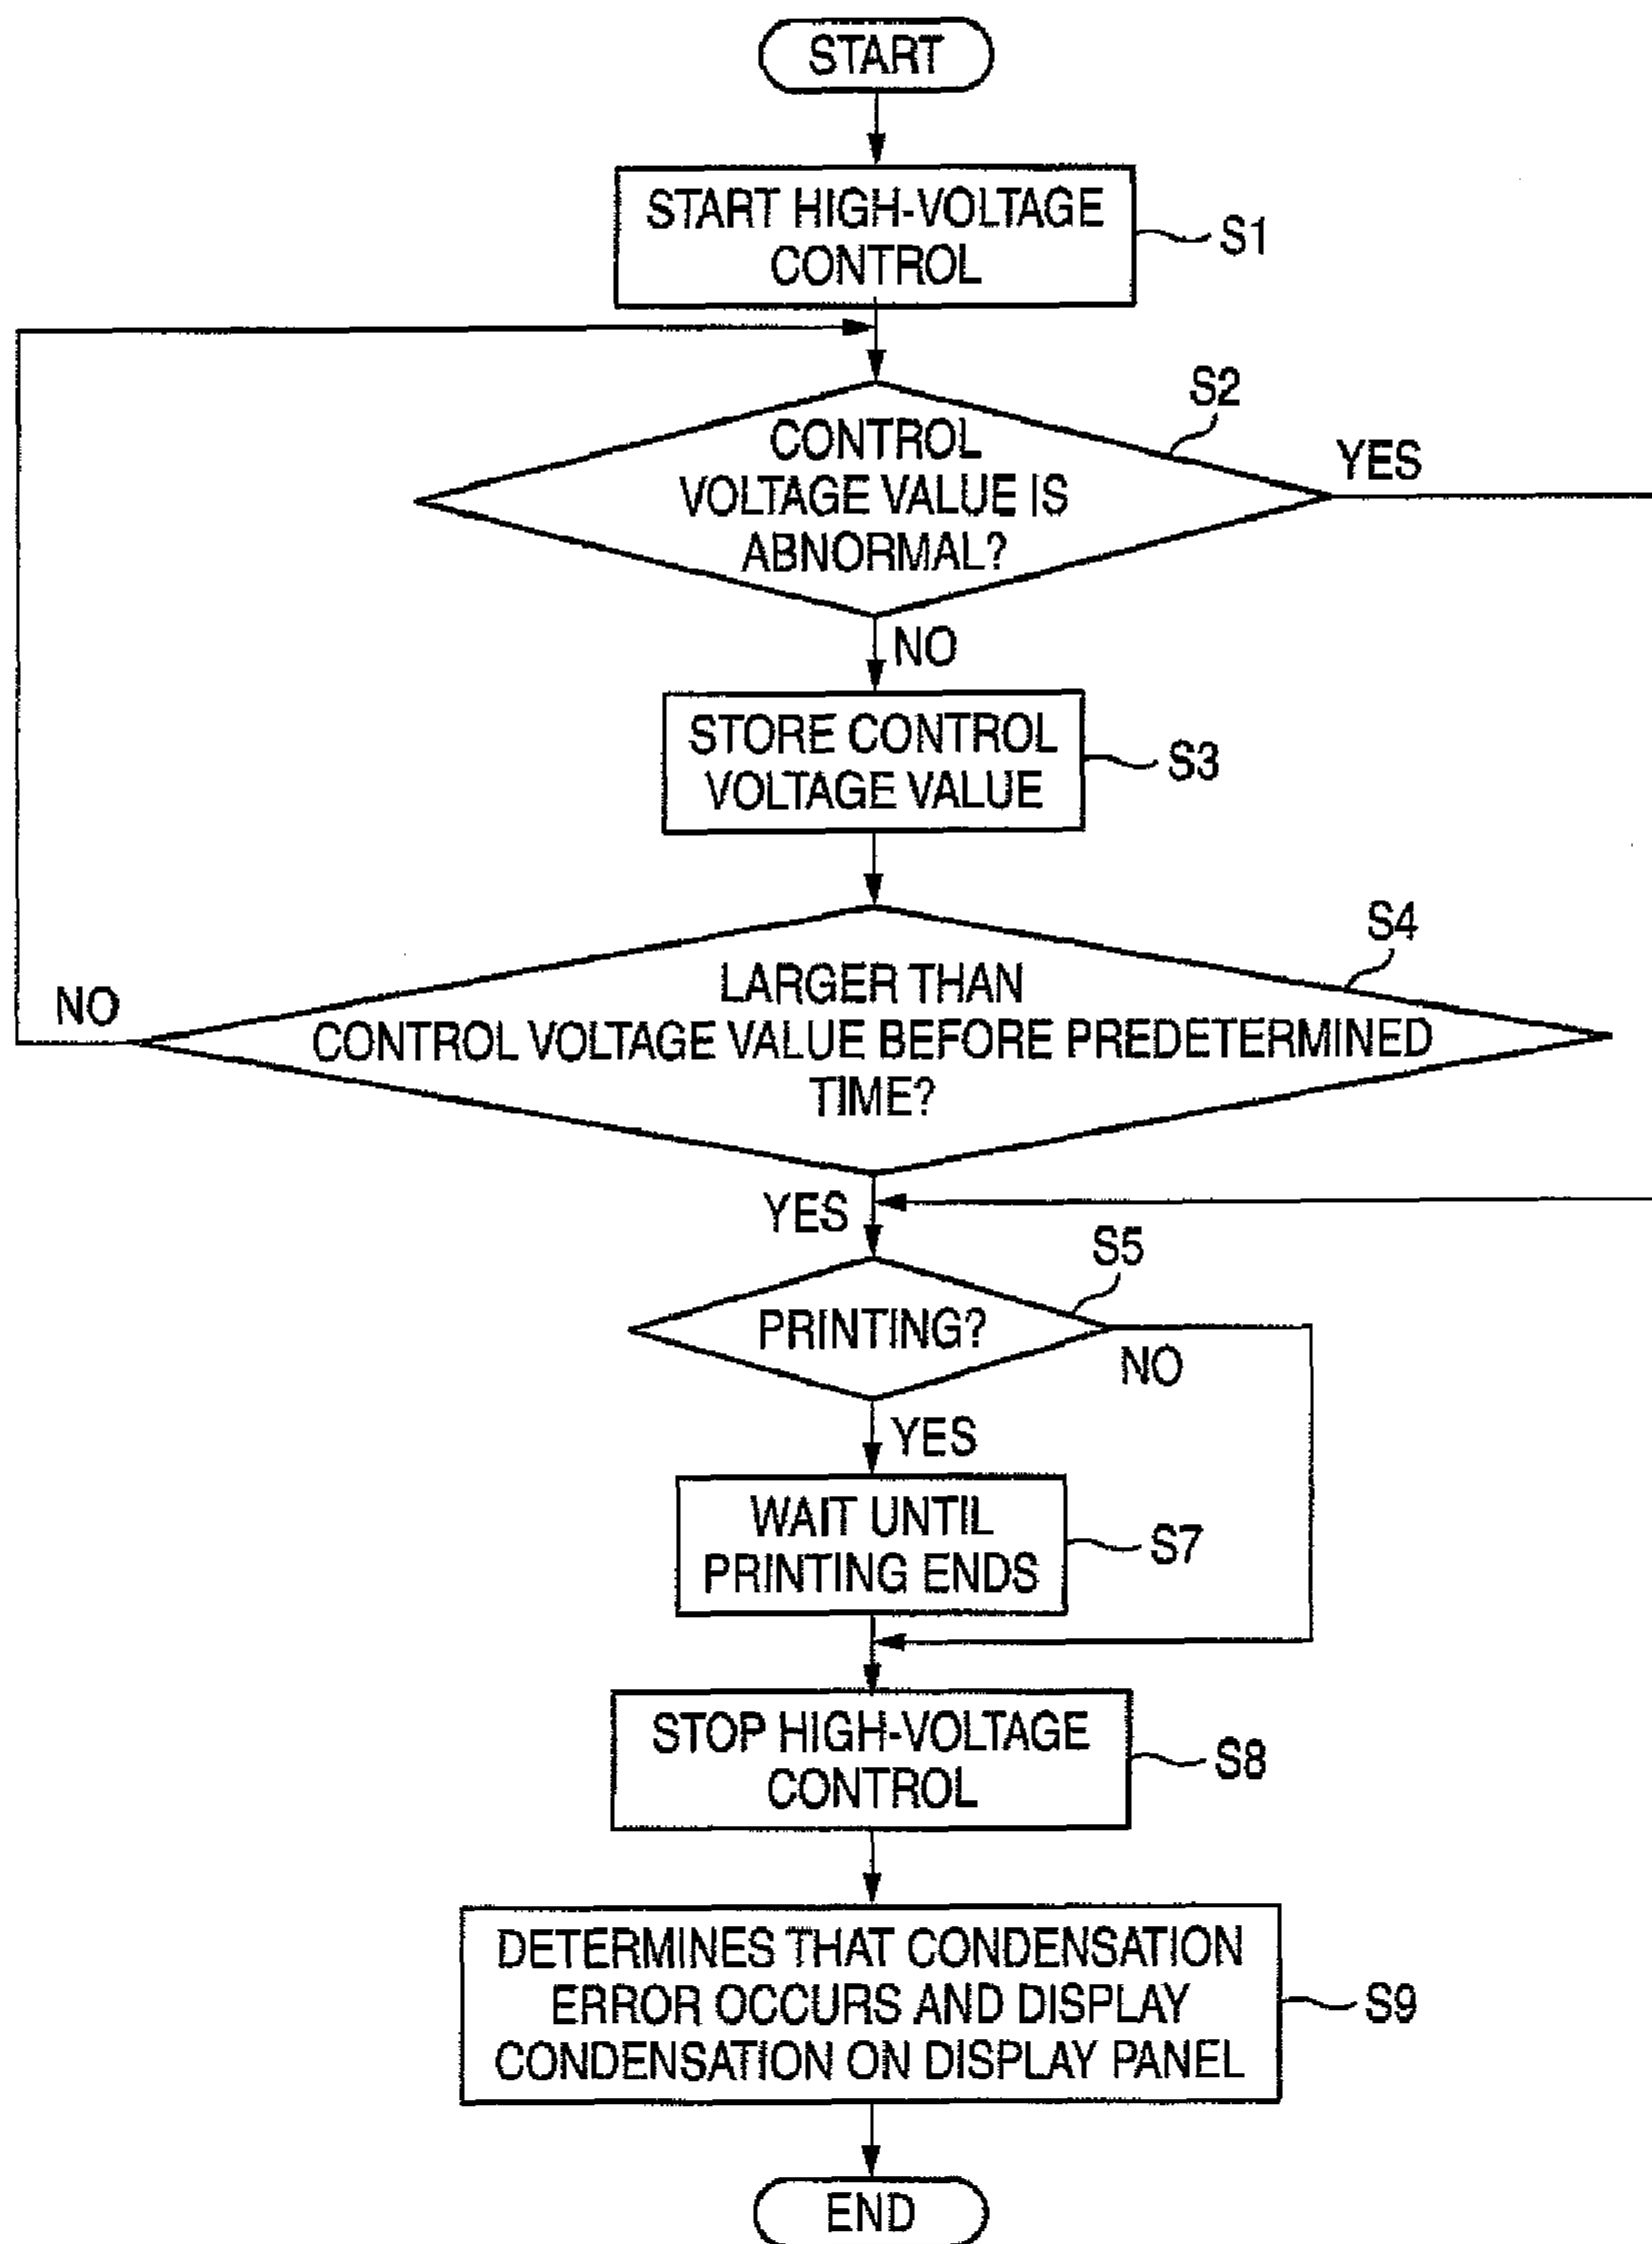 START
START HIGH-VOLTAGE
CONTROL
S1
S2
CONTROL
VOLTAGE VALUE IS
ABNORMAL?
YES
NO
STORE CONTROL
VOLTAGE VALUE
S3
S4
LARGER THAN
CONTROL VOLTAGE VALUE BEFORE PREDETERMINED
TIME?
NO
YES
S5
PRINTING?
NO
YES
WAIT UNTIL
PRINTING ENDS
S7
STOP HIGH-VOLTAGE
CONTROL
S8
DETERMINES THAT CONDENSATION
ERROR OCCURS AND DISPLAY
CONDENSATION ON DISPLAY PANEL
S9
END